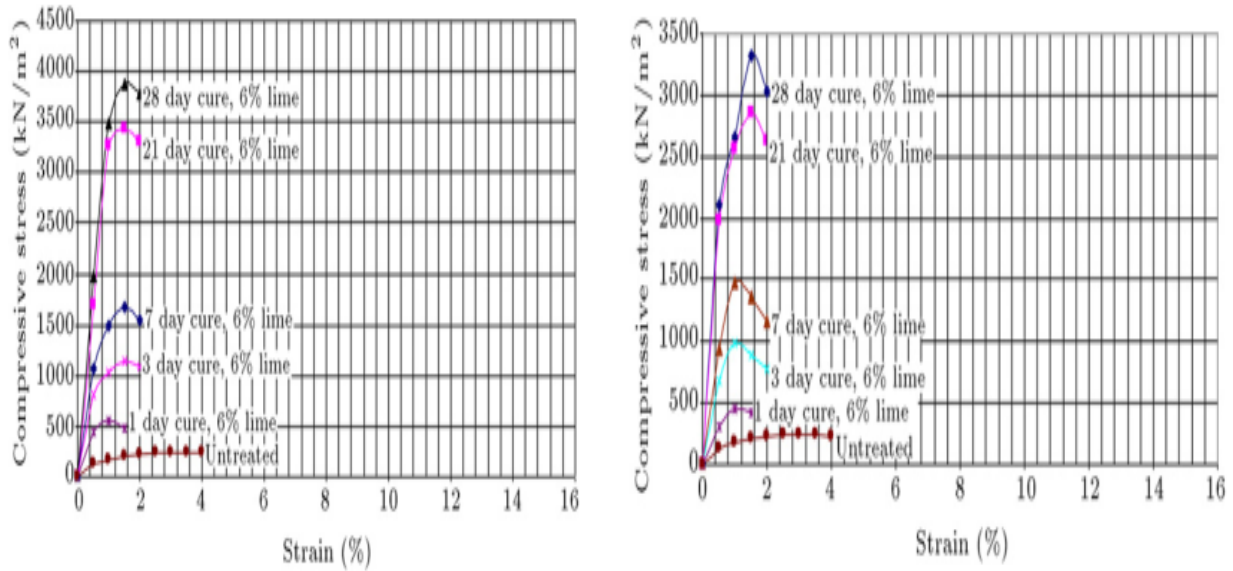 Compressive stress (kN/m²)
4500
4000
3500
3000
2500
2000
1500
1000
500
0
28 day cure, 6% lime
21 day cure, 6% lime
7 day cure, 6% lime
3 day cure, 6% lime
1 day cure, 6% lime
Untreated
0 2 4 6 8 10 12 14 16
Strain (%)
Compressive stress (kN/m²)
3500
3000
2500
2000
1500
1000
500
0
28 day cure, 6% lime
21 day cure, 6% lime
7 day cure, 6% lime
3 day cure, 6% lime
1 day cure, 6% lime
Untreated
0 2 4 6 8 10 12 14 16
Strain (%)